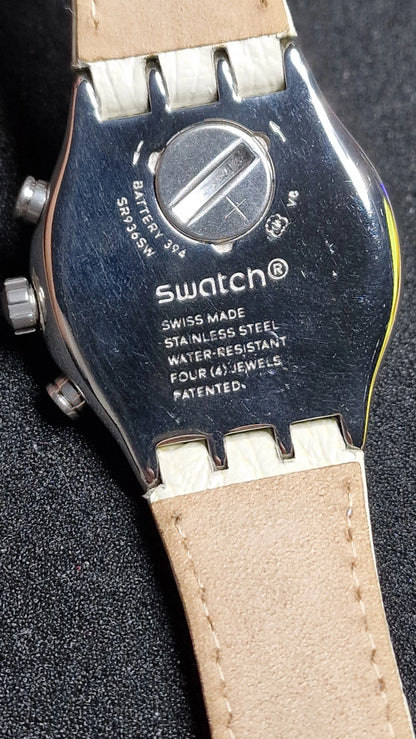 BATTERY 394
SR936SW
V8
swatch®
SWISS MADE
STAINLESS STEEL
WATER-RESISTANT
FOUR (4) JEWELS
PATENTED.